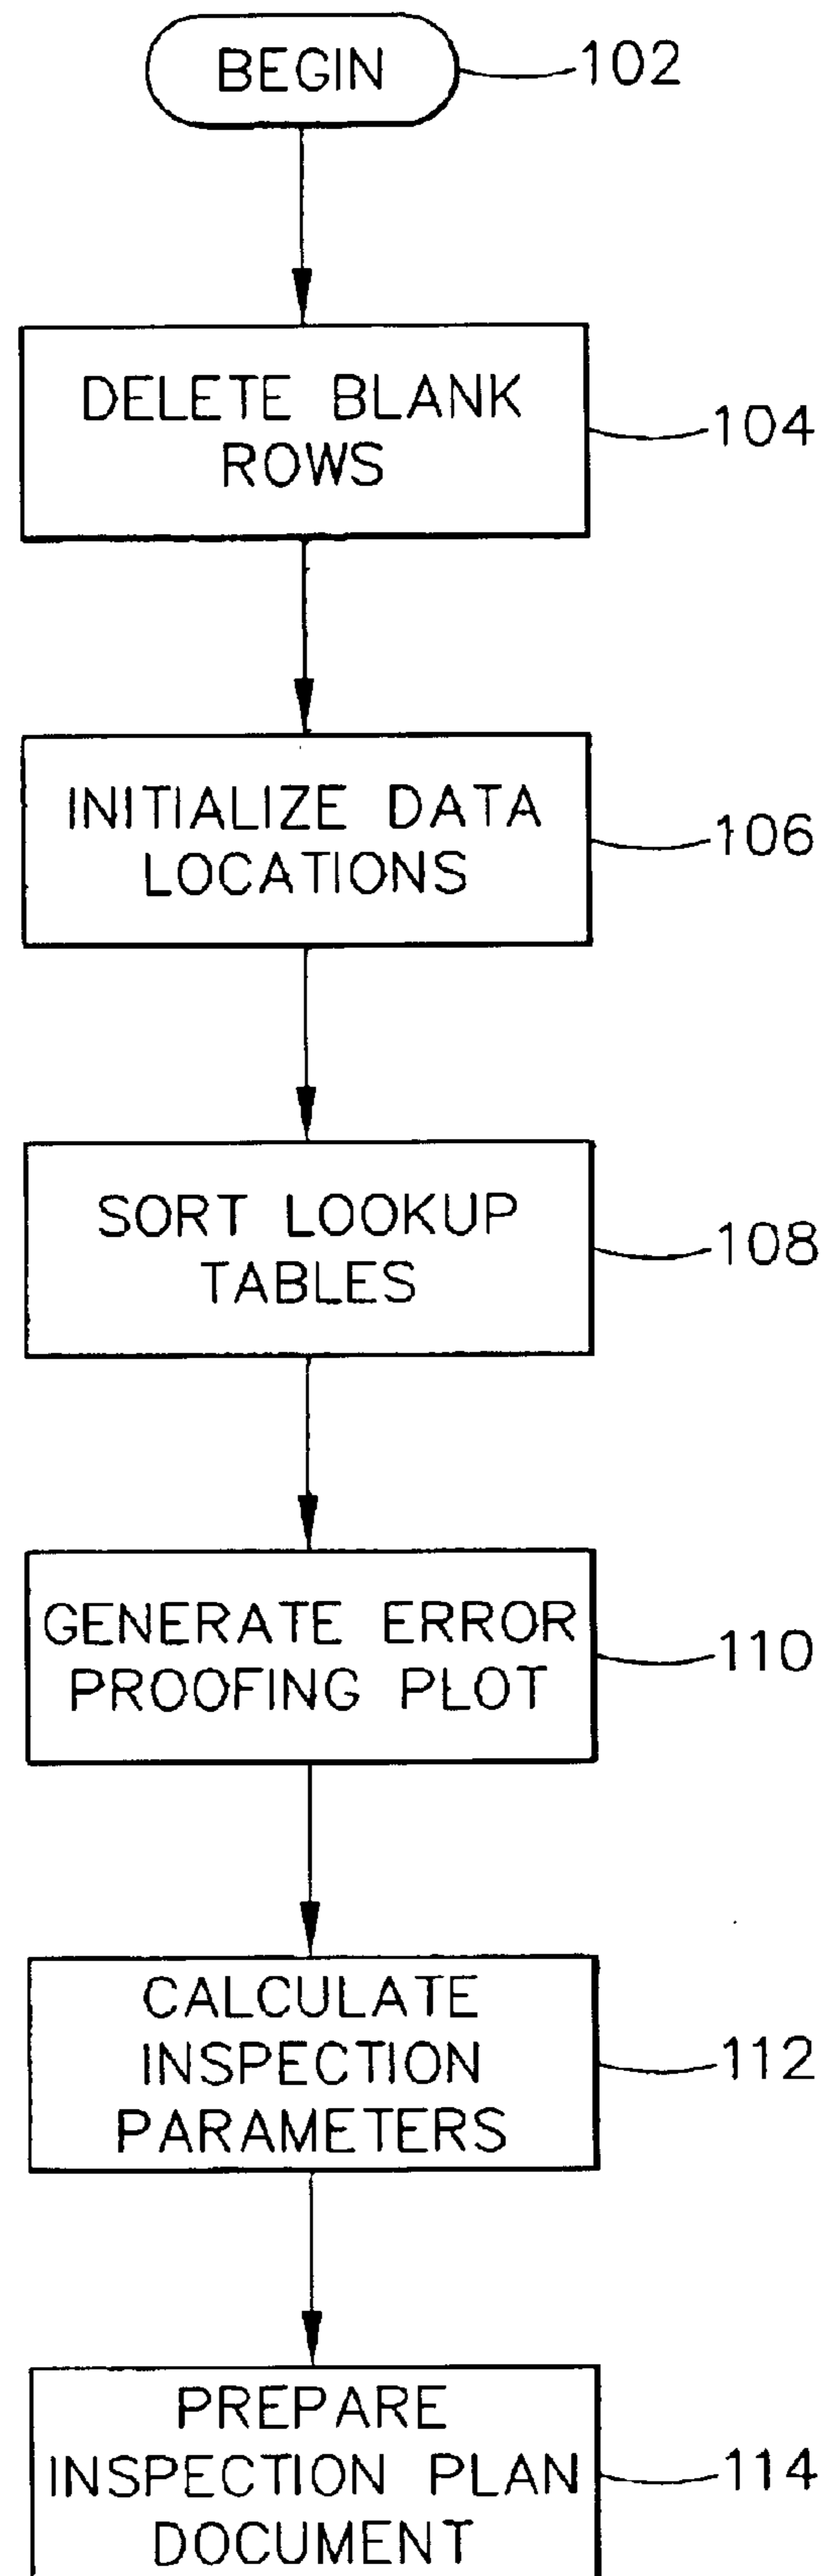 BEGIN
102
DELETE BLANK
ROWS
104
INITIALIZE DATA
LOCATIONS
106
SORT LOOKUP
TABLES
108
GENERATE ERROR
PROOFING PLOT
110
CALCULATE
INSPECTION
PARAMETERS
112
PREPARE
INSPECTION PLAN
DOCUMENT
114